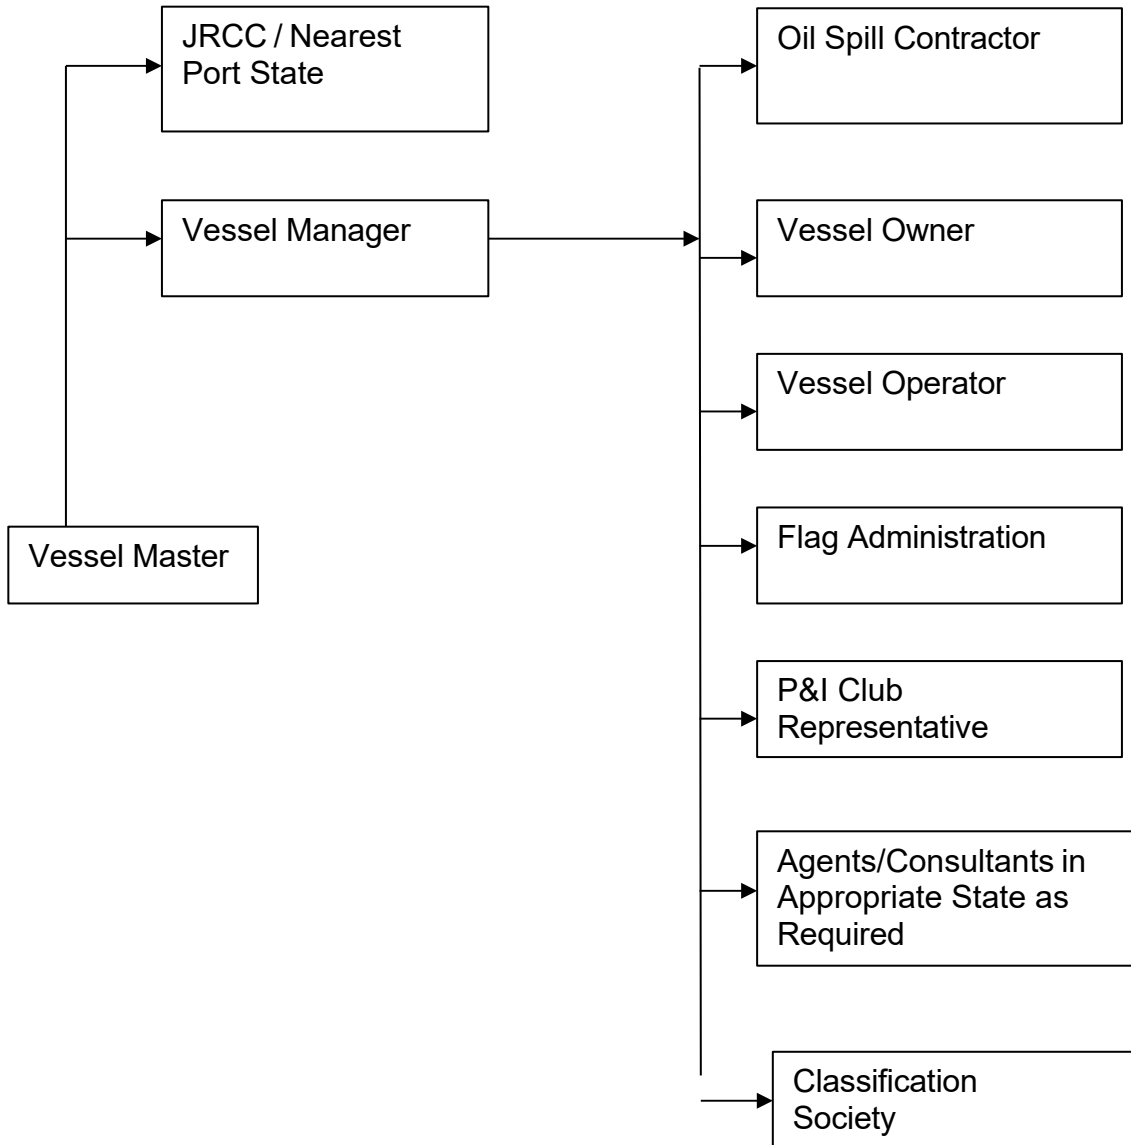 JRCC / Nearest
Port State
Vessel Manager
Vessel Master
Oil Spill Contractor
Vessel Owner
Vessel Operator
Flag Administration
P&I Club
Representative
Agents/Consultants in
Appropriate State as
Required
Classification
Society